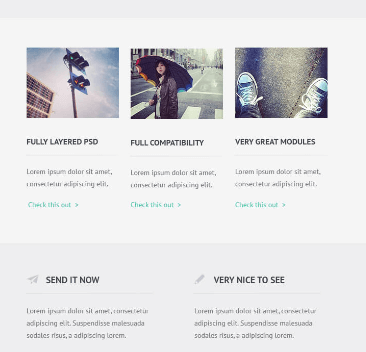 FULLY LAYERED PSD
Lorem ipsum dolor sit amet,
consectetur adipiscing elit.
Check this out >
FULL COMPATIBILITY
Lorem ipsum dolor sit amet,
consectetur adipiscing elit.
Check this out >
VERY GREAT MODULES
Lorem ipsum dolor sit amet,
consectetur adipiscing elit.
Check this out >
SEND IT NOW
Lorem ipsum dolor sit amet, consectetur
adipiscing elit. Suspendisse malesuada
sodales risus, a adipiscing lorem.
VERY NICE TO SEE
Lorem ipsum dolor sit amet, consectetur
adipiscing elit. Suspendisse malesuada
sodales risus, a adipiscing lorem.